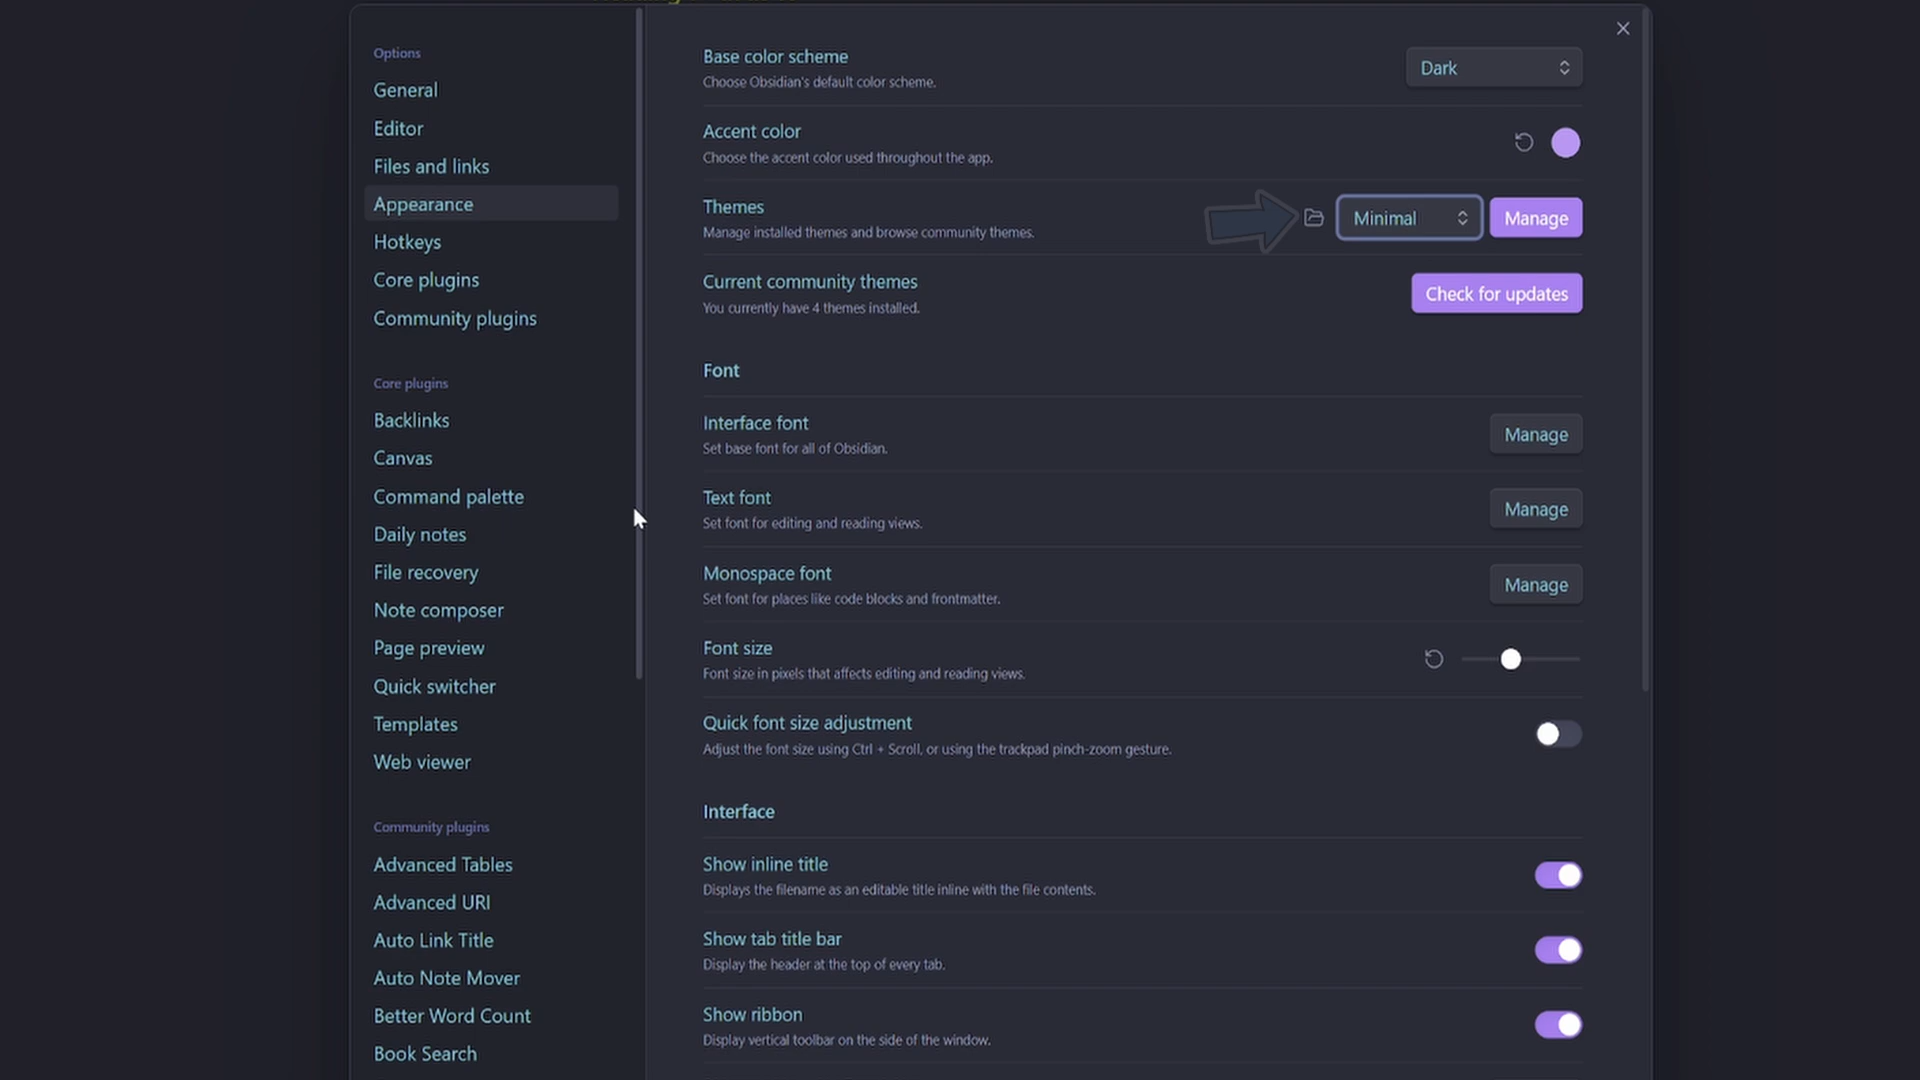 Options
General
Editor
Files and links
Appearance
Hotkeys
Core plugins
Community plugins
Core plugins
Backlinks
Canvas
Command palette
Daily notes
File recovery
Note composer
Page preview
Quick switcher
Templates
Web viewer
Community plugins
Advanced Tables
Advanced URI
Auto Link Title
Auto Note Mover
Better Word Count
Book Search
Base color scheme
Choose Obsidian's default color scheme.
Dark
Accent color
Choose the accent color used throughout the app.
Themes
Manage installed themes and browse community themes.
Minimal
Manage
Current community themes
You currently have 4 themes installed.
Check for updates
Font
Interface font
Set base font for all of Obsidian.
Manage
Text font
Set font for editing and reading views.
Manage
Monospace font
Set font for places like code blocks and frontmatter.
Manage
Font size
Font size in pixels that affects editing and reading views.
Quick font size adjustment
Adjust the font size using Ctrl + Scroll, or using the trackpad pinch-zoom gesture.
Interface
Show inline title
Displays the filename as an editable title inline with the file contents.
Show tab title bar
Display the header at the top of every tab.
Show ribbon
Display vertical toolbar on the side of the window.